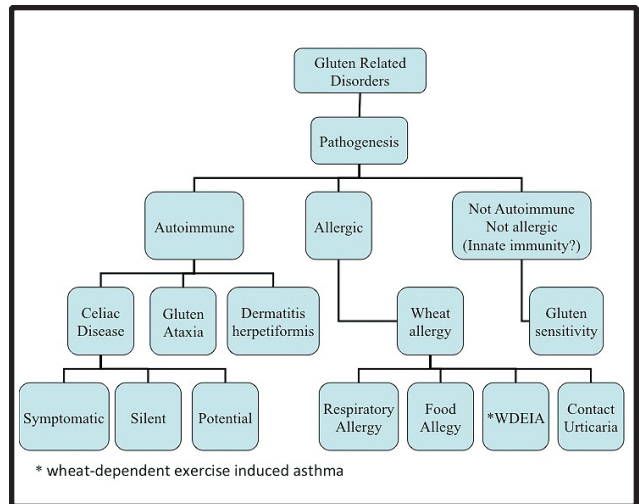 Gluten Related
Disorders
Pathogenesis
Autoimmune
Allergic
Not Autoimmune
Not allergic
(Innate immunity?)
Celiac
Disease
Gluten
Ataxia
Dermatitis
herpetiformis
Wheat
allergy
Gluten
sensitivity
Symptomatic
Silent
Potential
Respiratory
Allergy
Food
Allegy
*WDEIA
Contact
Urticaria
* wheat-dependent exercise induced asthma